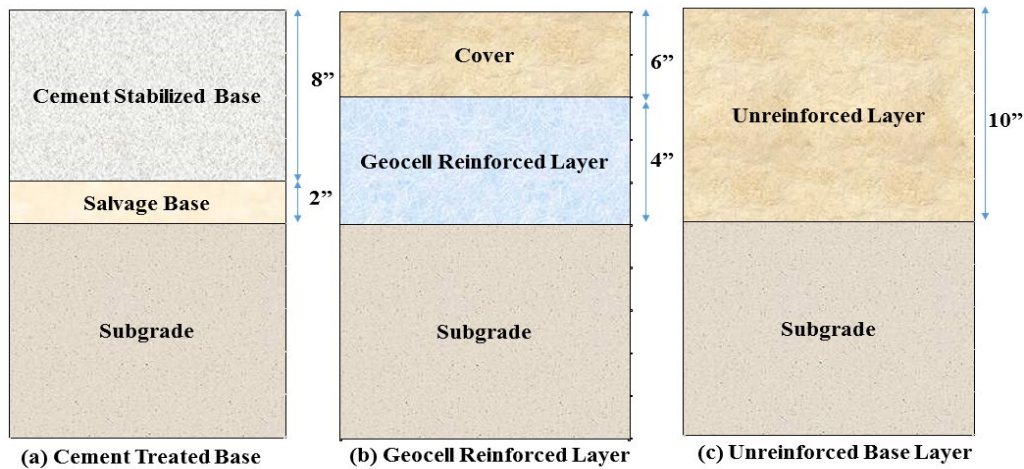 Cement Stabilized Base
8”
Salvage Base
2”
Subgrade
(a) Cement Treated Base
Cover
6”
Geocell Reinforced Layer
4”
Subgrade
(b) Geocell Reinforced Layer
Unreinforced Layer
10”
Subgrade
(c) Unreinforced Base Layer